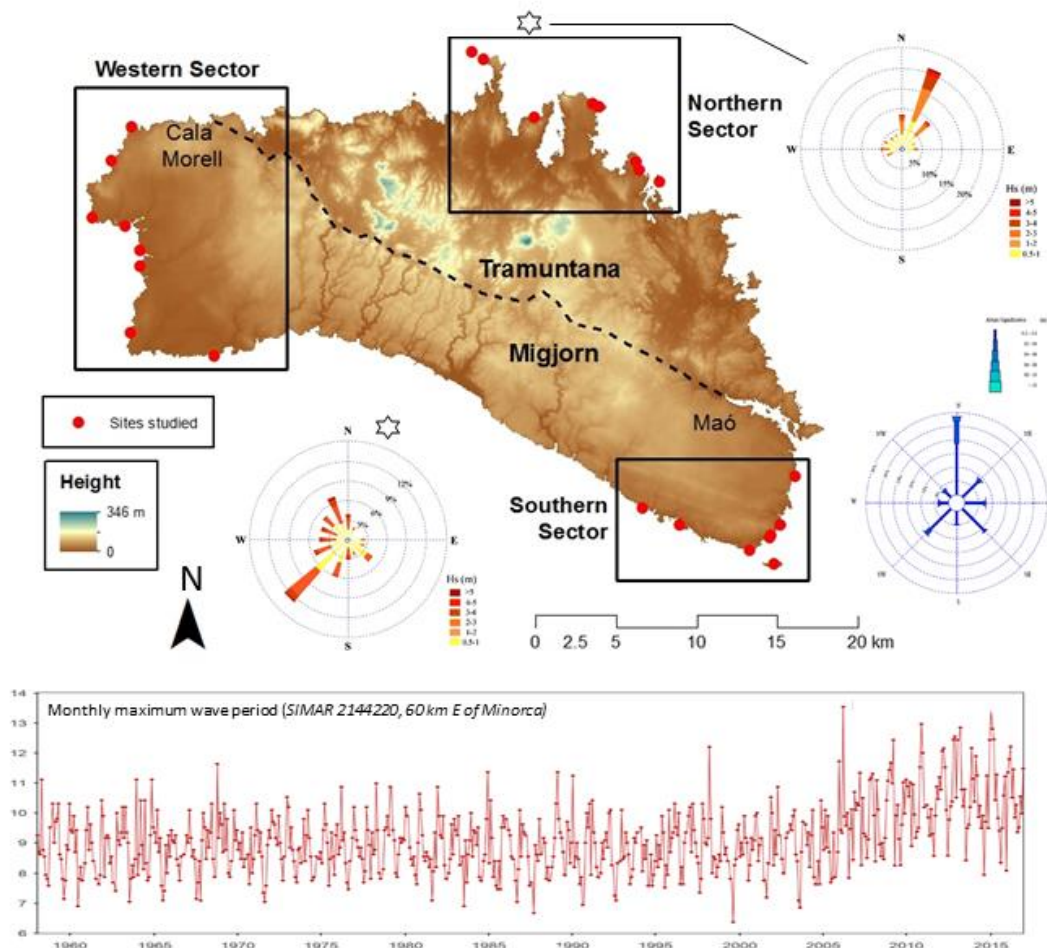 Western Sector
Cala
Morell
Northern
Sector
N
W
E
S
5%
10%
15%
20%
Hs (m)
>5
4-5
3-4
2-3
1-2
0.5-1
Tramuntana
Migjorn
Maó
Sites studied
Height
346 m
0
N
N
W
E
S
3%
6%
9%
12%
Hs (m)
>5
4-5
3-4
2-3
1-2
0.5-1
Southern
Sector
0 2.5 5 10 15 20 km
Monthly maximum wave period (SIMAR 2144220, 60 km E of Minorca)
14
13
12
11
10
9
8
7
6
1960 1965 1970 1975 1980 1985 1990 1995 2000 2005 2010 2015